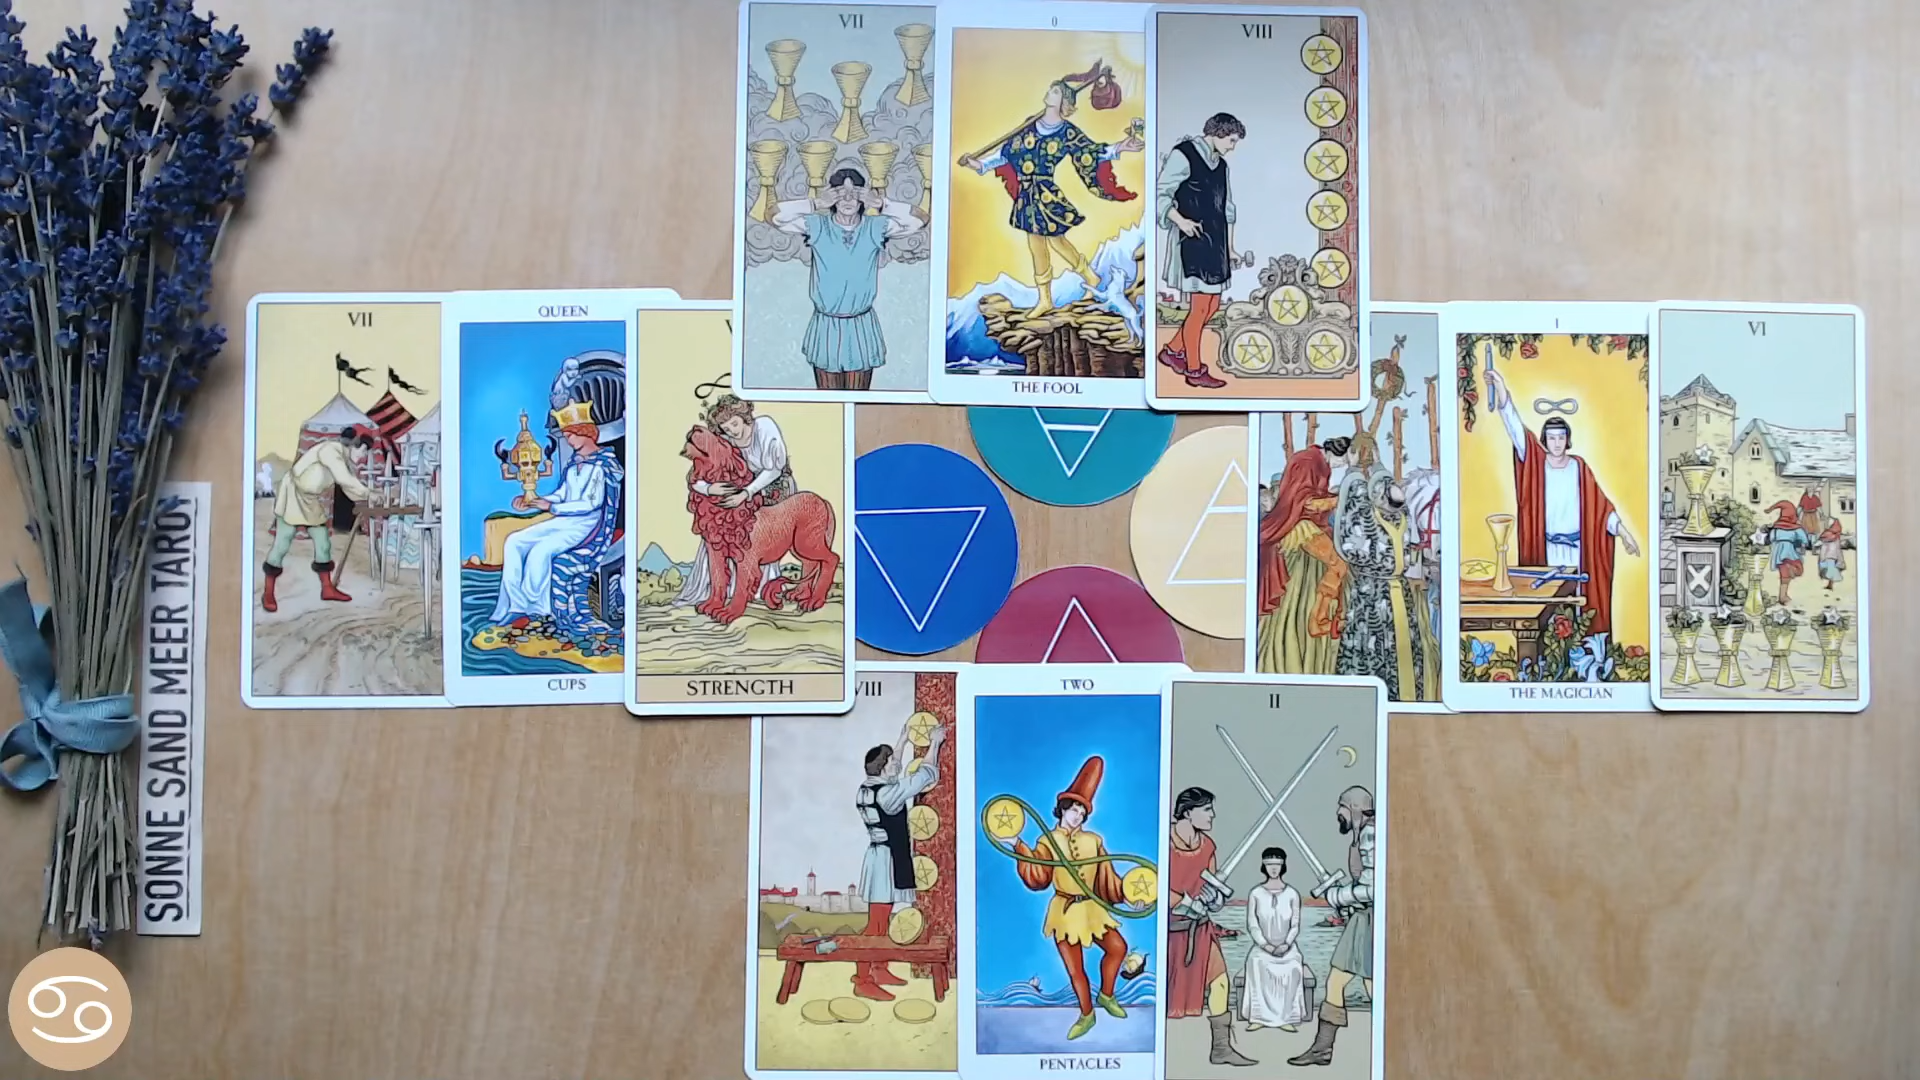 VII
0
THE FOOL
VIII
VII
QUEEN
CUPS
V
STRENGTH
I
THE MAGICIAN
VI
VIII
TWO
PENTACLES
II
SONNE SAND MEER TAROT